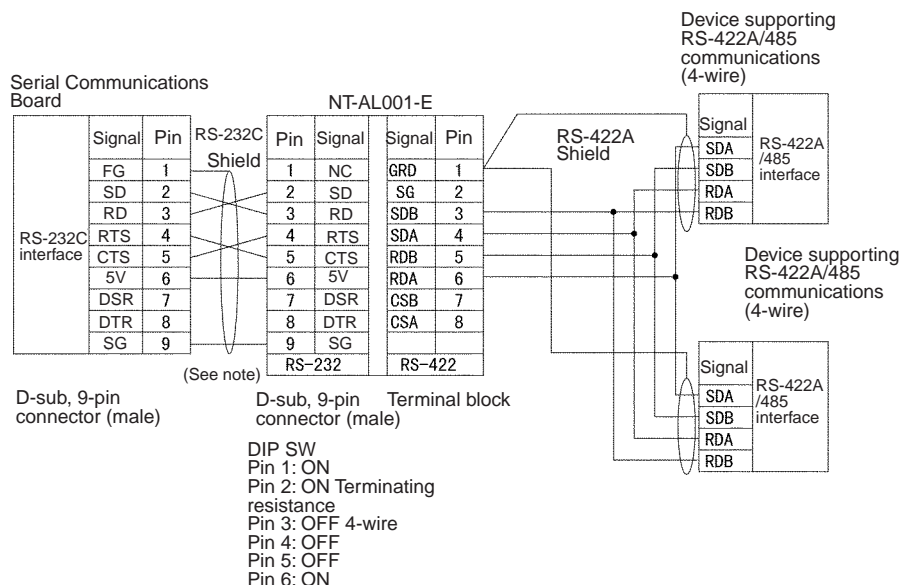 Device supporting
RS-422A/485
communications
(4-wire)
Serial Communications
Board
NT-AL001-E
Signal Pin RS-232C Pin Signal Signal Pin
Shield
RS-422A
Shield
FG 1 1 NC GRD 1
SD 2 2 SD SG 2
RD 3 3 RD SDB 3
RS-232C
interface
RTS 4 4 RTS SDA 4
CTS 5 5 CTS RDB 5
5V 6 6 5V RDA 6
DSR 7 7 DSR CSB 7
DTR 8 8 DTR CSA 8
SG 9 9 SG
RS-232 RS-422
(See note)
D-sub, 9-pin
connector (male)
D-sub, 9-pin
connector (male)
Terminal block
DIP SW
Pin 1: ON
Pin 2: ON Terminating
resistance
Pin 3: OFF 4-wire
Pin 4: OFF
Pin 5: OFF
Pin 6: ON
Signal
SDA
SDB
RDA
RDB
RS-422A
/485
interface
Device supporting
RS-422A/485
communications
(4-wire)
Signal
SDA
SDB
RDA
RDB
RS-422A
/485
interface